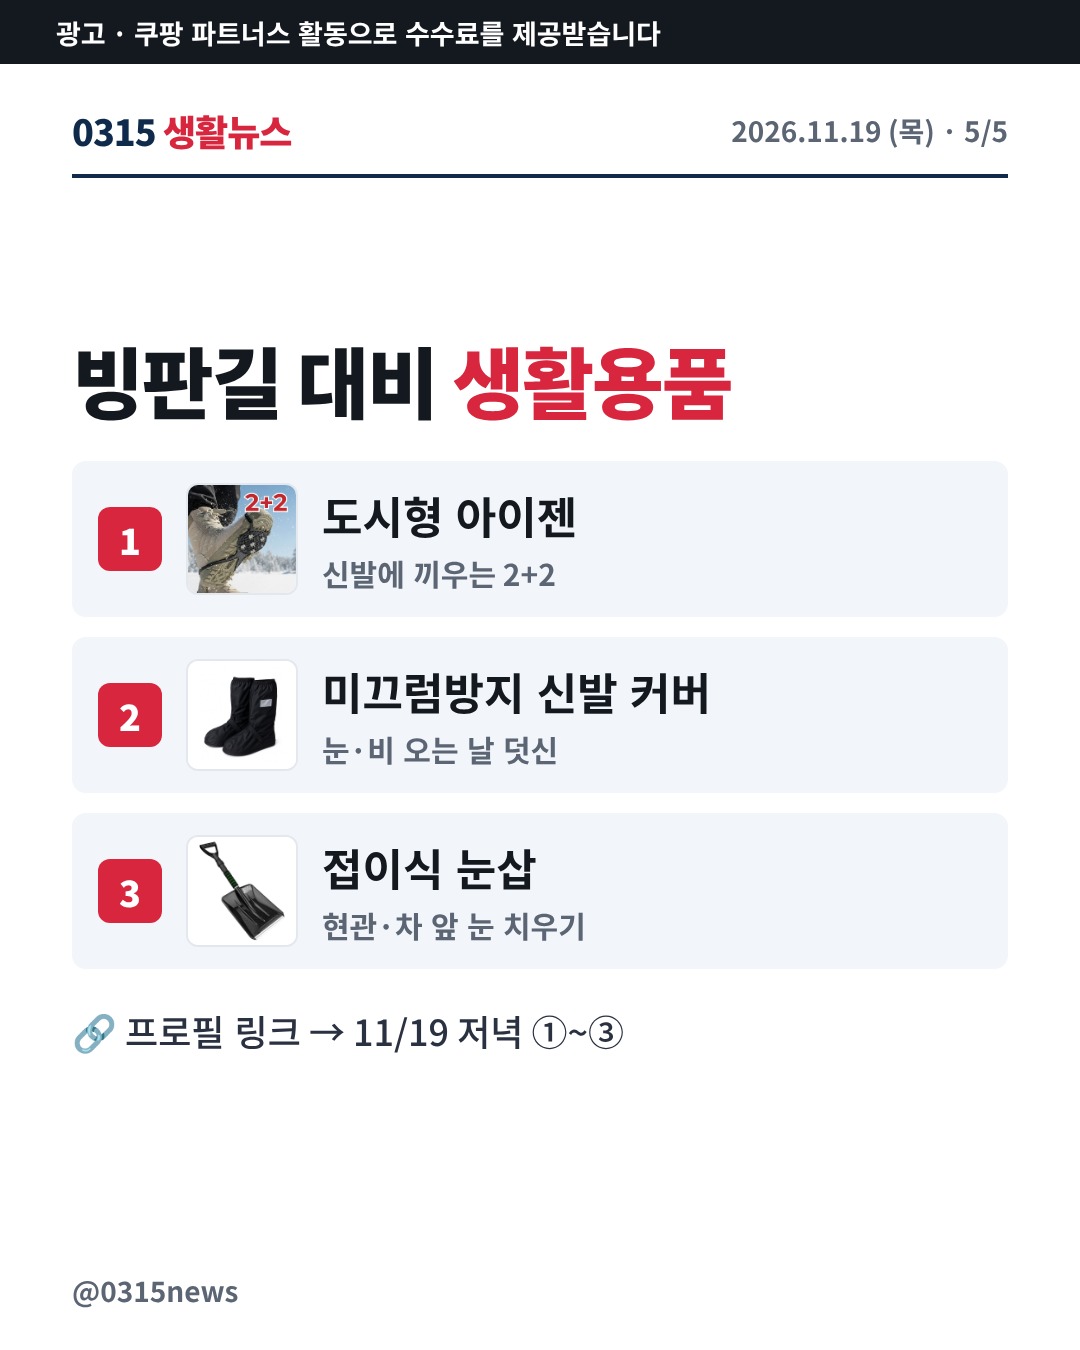 광고 · 쿠팡 파트너스 활동으로 수수료를 제공받습니다
0315 생활뉴스
2026.11.19 (목) · 5/5
빙판길 대비 생활용품
1
2+2
도시형 아이젠
신발에 끼우는 2+2
2
미끄럼방지 신발 커버
눈·비 오는 날 덧신
3
접이식 눈삽
현관·차 앞 눈 치우기
🔗 프로필 링크 → 11/19 저녁 ①~③
@0315news